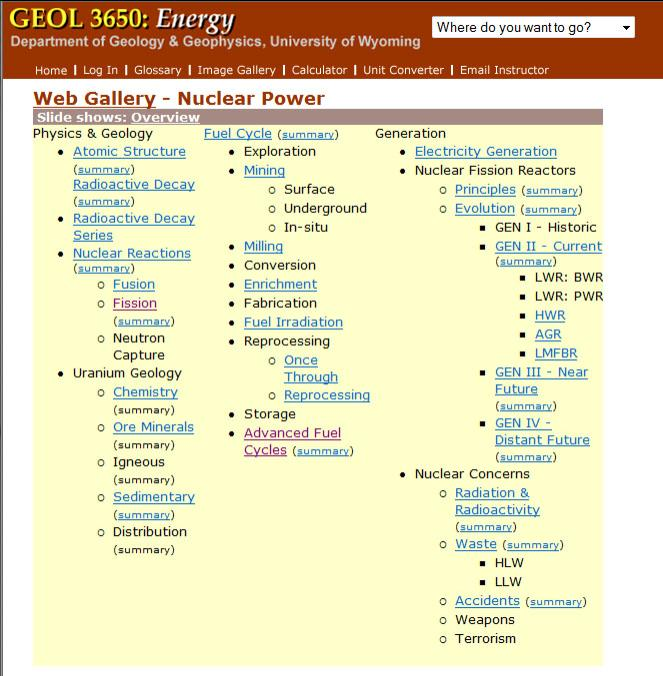 GEOL 3650: Energy
Where do you want to go?
Department of Geology & Geophysics, University of Wyoming
Home | Log In | Glossary | Image Gallery | Calculator | Unit Converter | Email Instructor
Web Gallery - Nuclear Power
Slide shows: Overview
Physics & Geology
Atomic Structure
(summary)
Radioactive Decay
(summary)
Radioactive Decay
Series
Nuclear Reactions
(summary)
Fusion
Fission
(summary)
Neutron
Capture
Uranium Geology
Chemistry
(summary)
Ore Minerals
(summary)
Igneous
(summary)
Sedimentary
(summary)
Distribution
(summary)
Fuel Cycle (summary)
Exploration
Mining
Surface
Underground
In-situ
Milling
Conversion
Enrichment
Fabrication
Fuel Irradiation
Reprocessing
Once
Through
Reprocessing
Storage
Advanced Fuel
Cycles (summary)
Generation
Electricity Generation
Nuclear Fission Reactors
Principles (summary)
Evolution (summary)
GEN I - Historic
GEN II - Current
(summary)
LWR: BWR
LWR: PWR
HWR
AGR
LMFBR
GEN III - Near
Future
(summary)
GEN IV -
Distant Future
(summary)
Nuclear Concerns
Radiation &
Radioactivity
(summary)
Waste (summary)
HLW
LLW
Accidents (summary)
Weapons
Terrorism